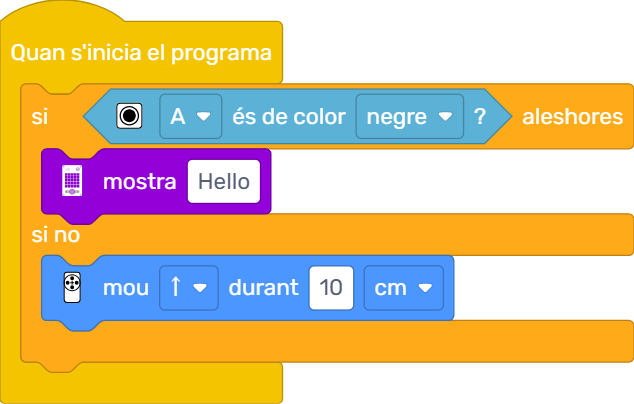 Quan s'inicia el programa
si A és de color negre ? aleshores
mostra Hello
si no
mou ↑ durant 10 cm